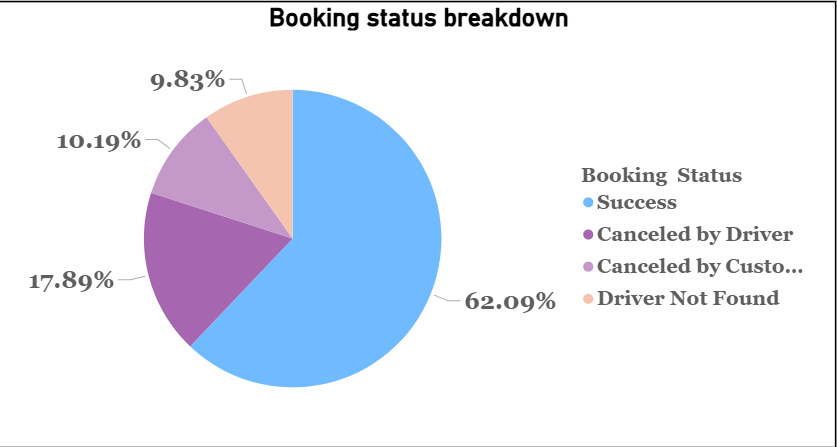 Booking status breakdown
9.83%
10.19%
17.89%
62.09%
Booking Status
Success
Canceled by Driver
Canceled by Custo...
Driver Not Found